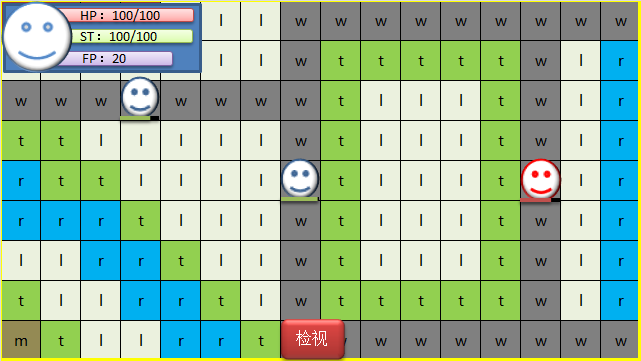 HP： 100/100 l l w w w w w w w w w
ST： 100/100 l l w t t t t t w l r
FP： 20
w w w w w w w t l l l t w l r
t t l l l l l w t l l l t w l r
r t t l l l l t l l l t l r
r r r t l l l w t l l l t w l r
l l r r t l l w t l l l t w l r
t l l r r t l w t t t t t w l r
m t l l r r t 检视 w w w w w w w w